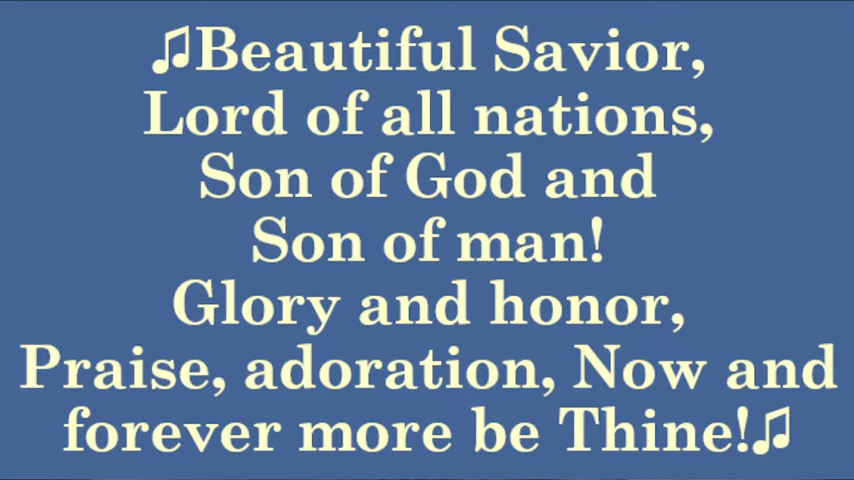 ♫Beautiful Savior,
Lord of all nations,
Son of God and
Son of man!
Glory and honor,
Praise, adoration, Now and
forever more be Thine!♫